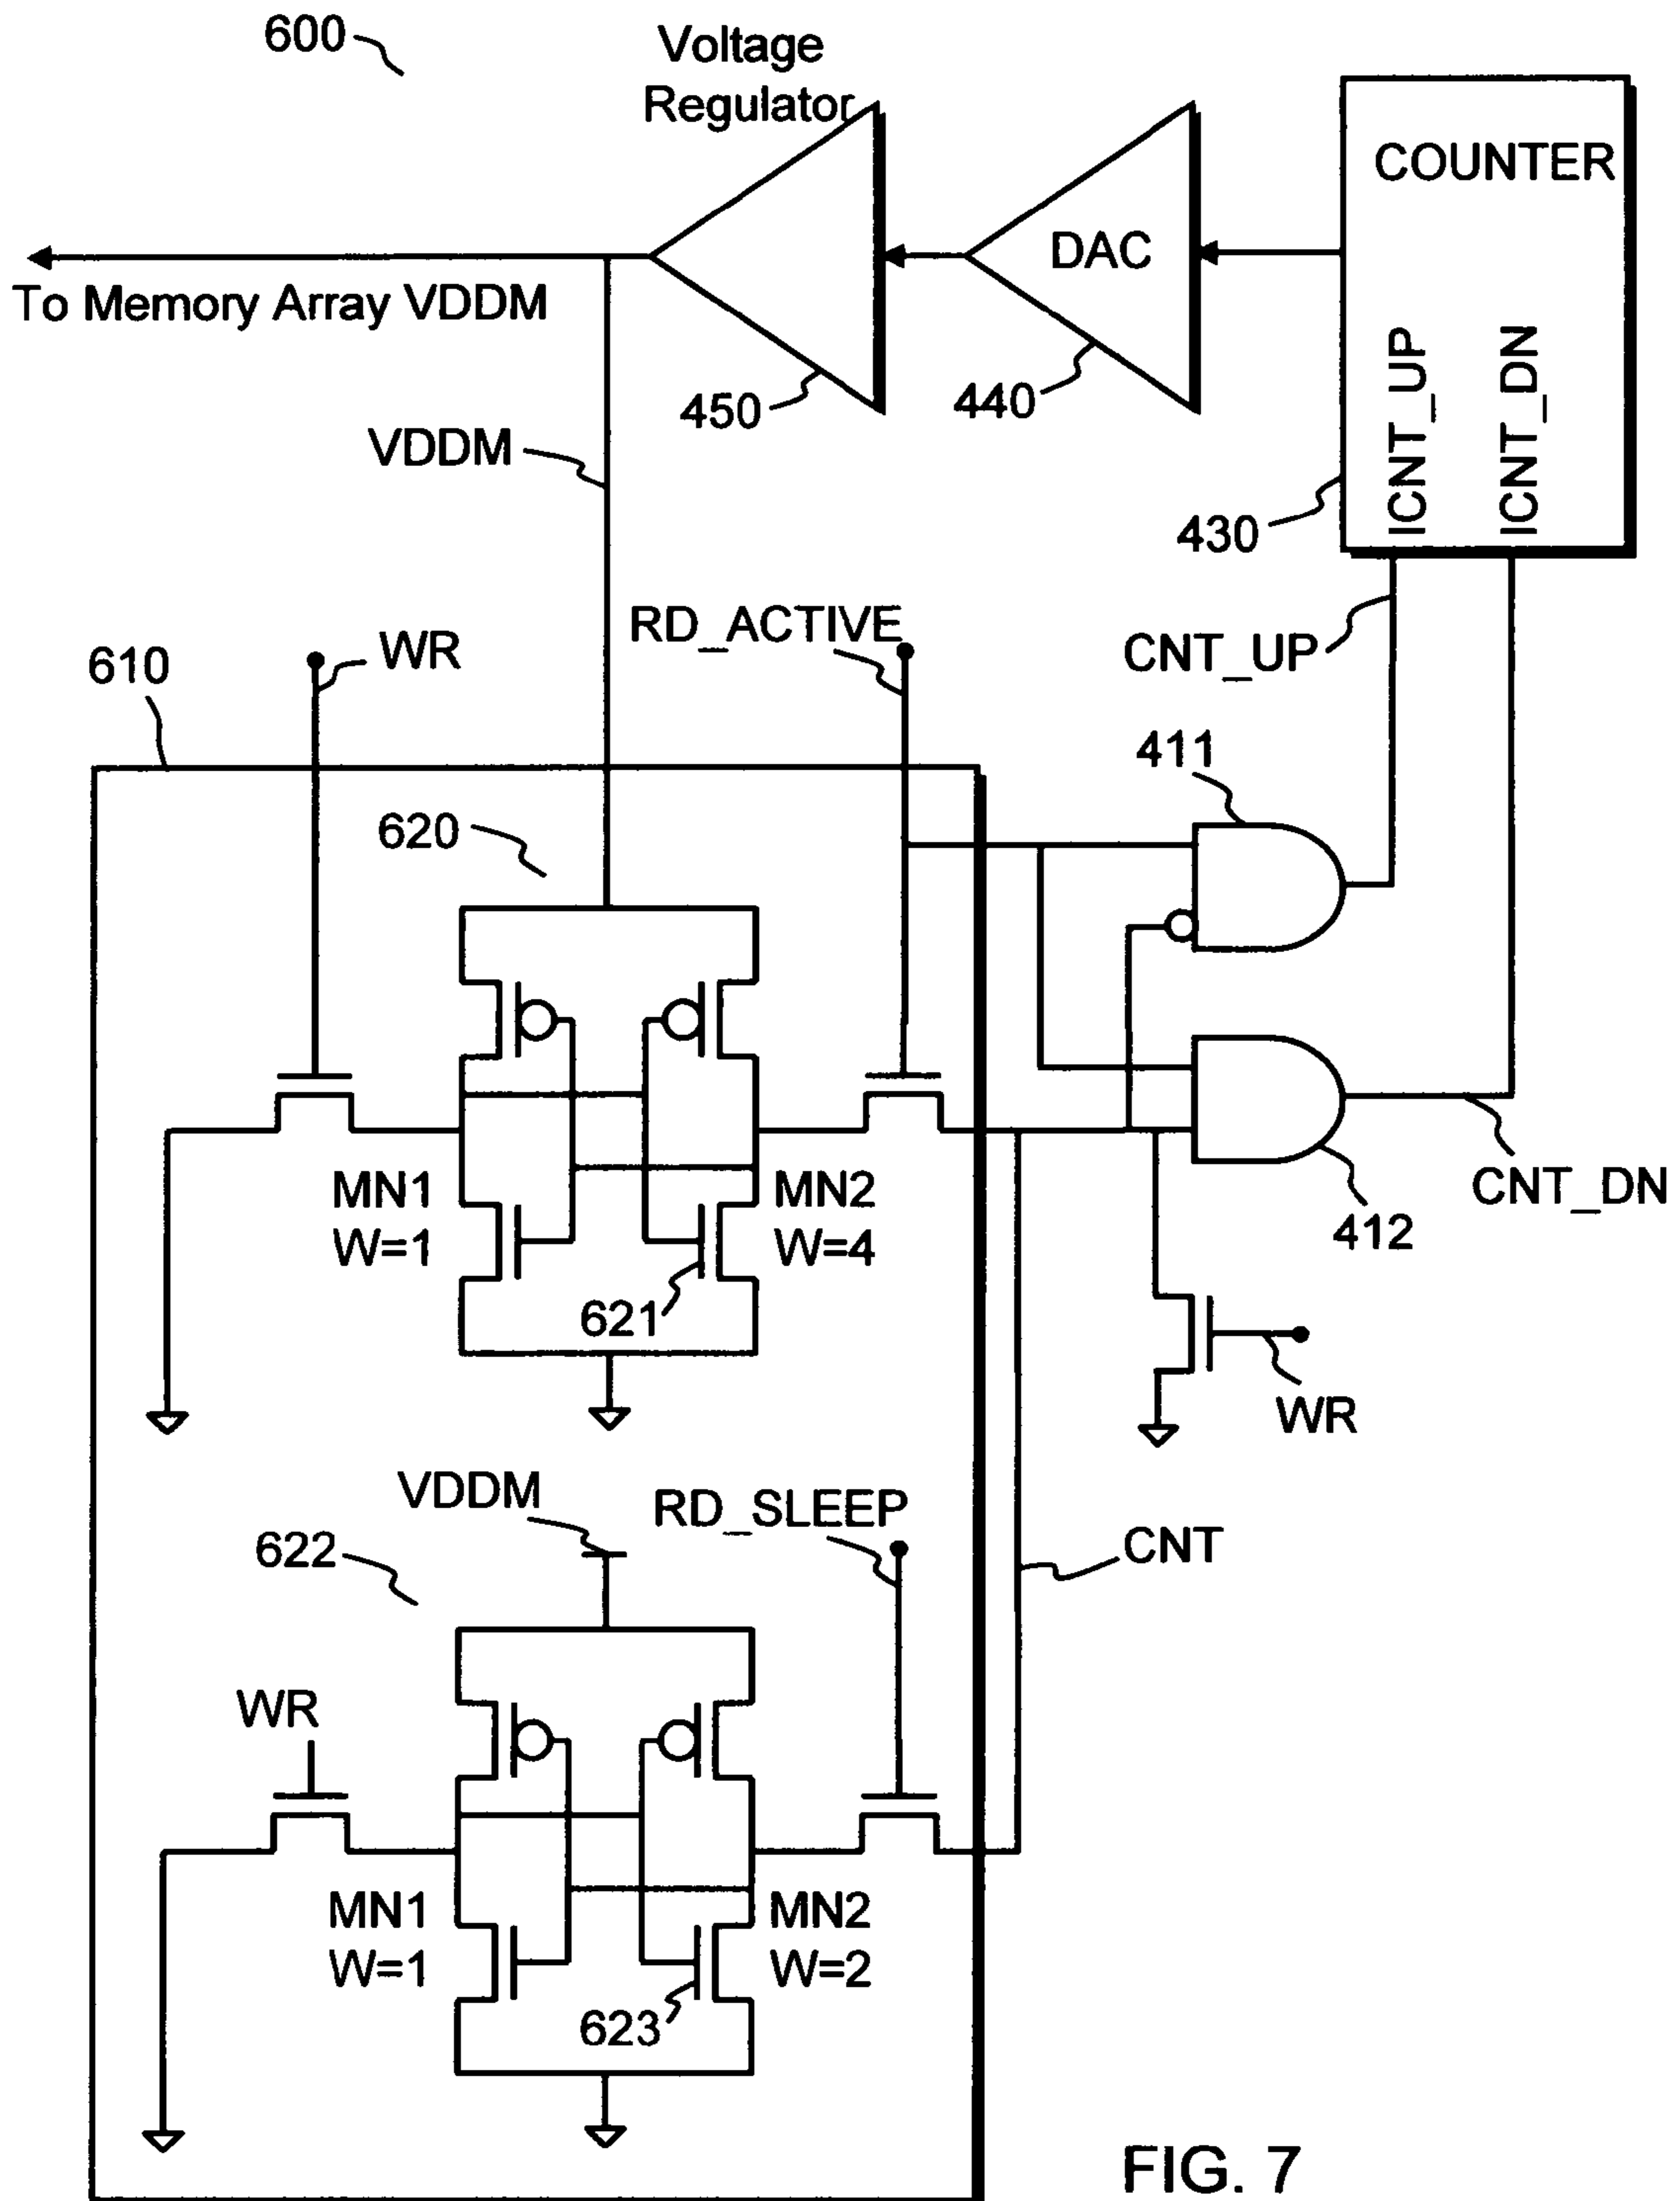 600
Voltage
Regulator
COUNTER
DAC
To Memory Array VDDM
ICNT_UP
ICNT_DN
450
440
VDDM
430
RD_ACTIVE
WR
CNT_UP
610
411
620
MN1
W=1
MN2
W=4
CNT_DN
412
621
WR
VDDM
RD_SLEEP
622
CNT
WR
MN1
W=1
MN2
W=2
623
FIG. 7